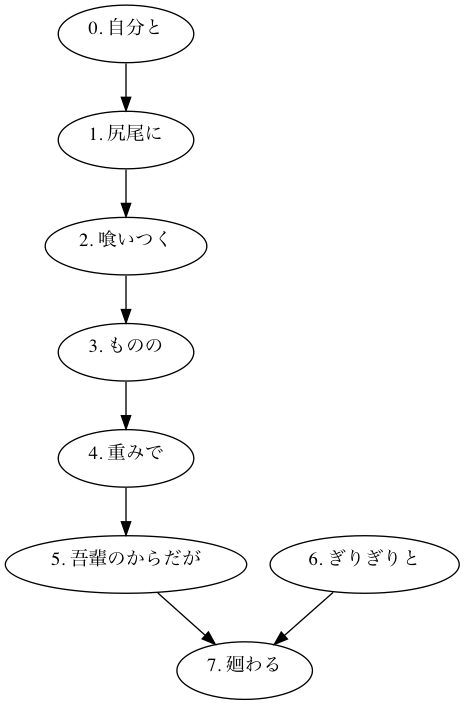 0. 自分と
1. 尻尾に
2. 喰いつく
3. ものの
4. 重みで
5. 吾輩のからだが
6. ぎりぎりと
7. 廻わる